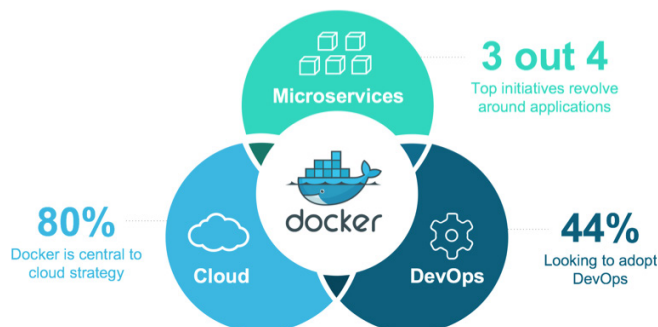 3 out 4
Top initiatives revolve
around applications
Microservices
docker
80%
Docker is central to
cloud strategy
Cloud
DevOps
44%
Looking to adopt
DevOps